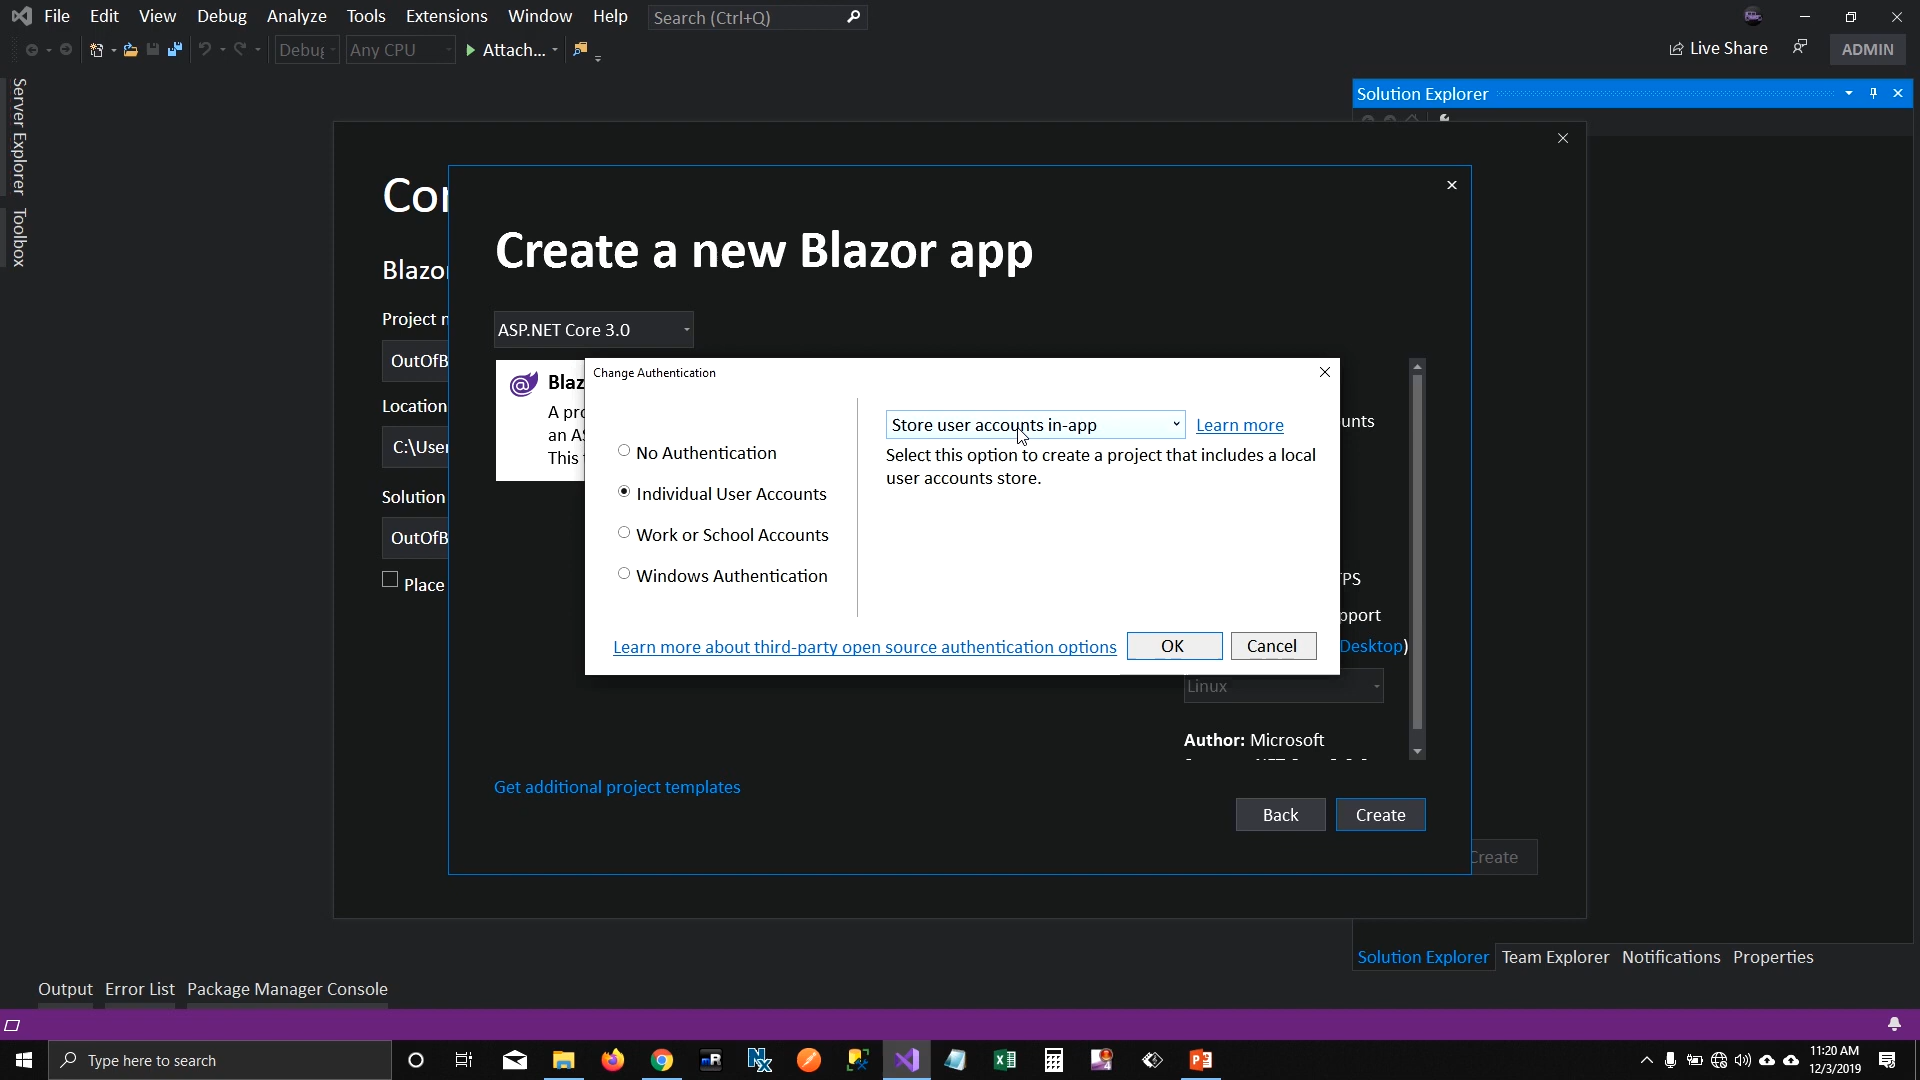 File Edit View Debug Analyze Tools Extensions Window Help Search (Ctrl+Q)
Debug Any CPU Attach... Live Share ADMIN
Server Explorer
Toolbox
Solution Explorer
Create a new Blazor app
Blazo
Project n
ASP.NET Core 3.0
OutOfB
Change Authentication
Blaz
A pro
an AS
This
Location
C:\User
Store user accounts in-app Learn more
unts
Select this option to create a project that includes a local
user accounts store.
No Authentication
Individual User Accounts
Work or School Accounts
Windows Authentication
Solution
OutOfB
Place
TPS
pport
Learn more about third-party open source authentication options OK Cancel
Desktop)
Linux
Author: Microsoft
Get additional project templates
Back Create
Create
Solution Explorer Team Explorer Notifications Properties
Output Error List Package Manager Console
Type here to search
11:20 AM
12/3/2019